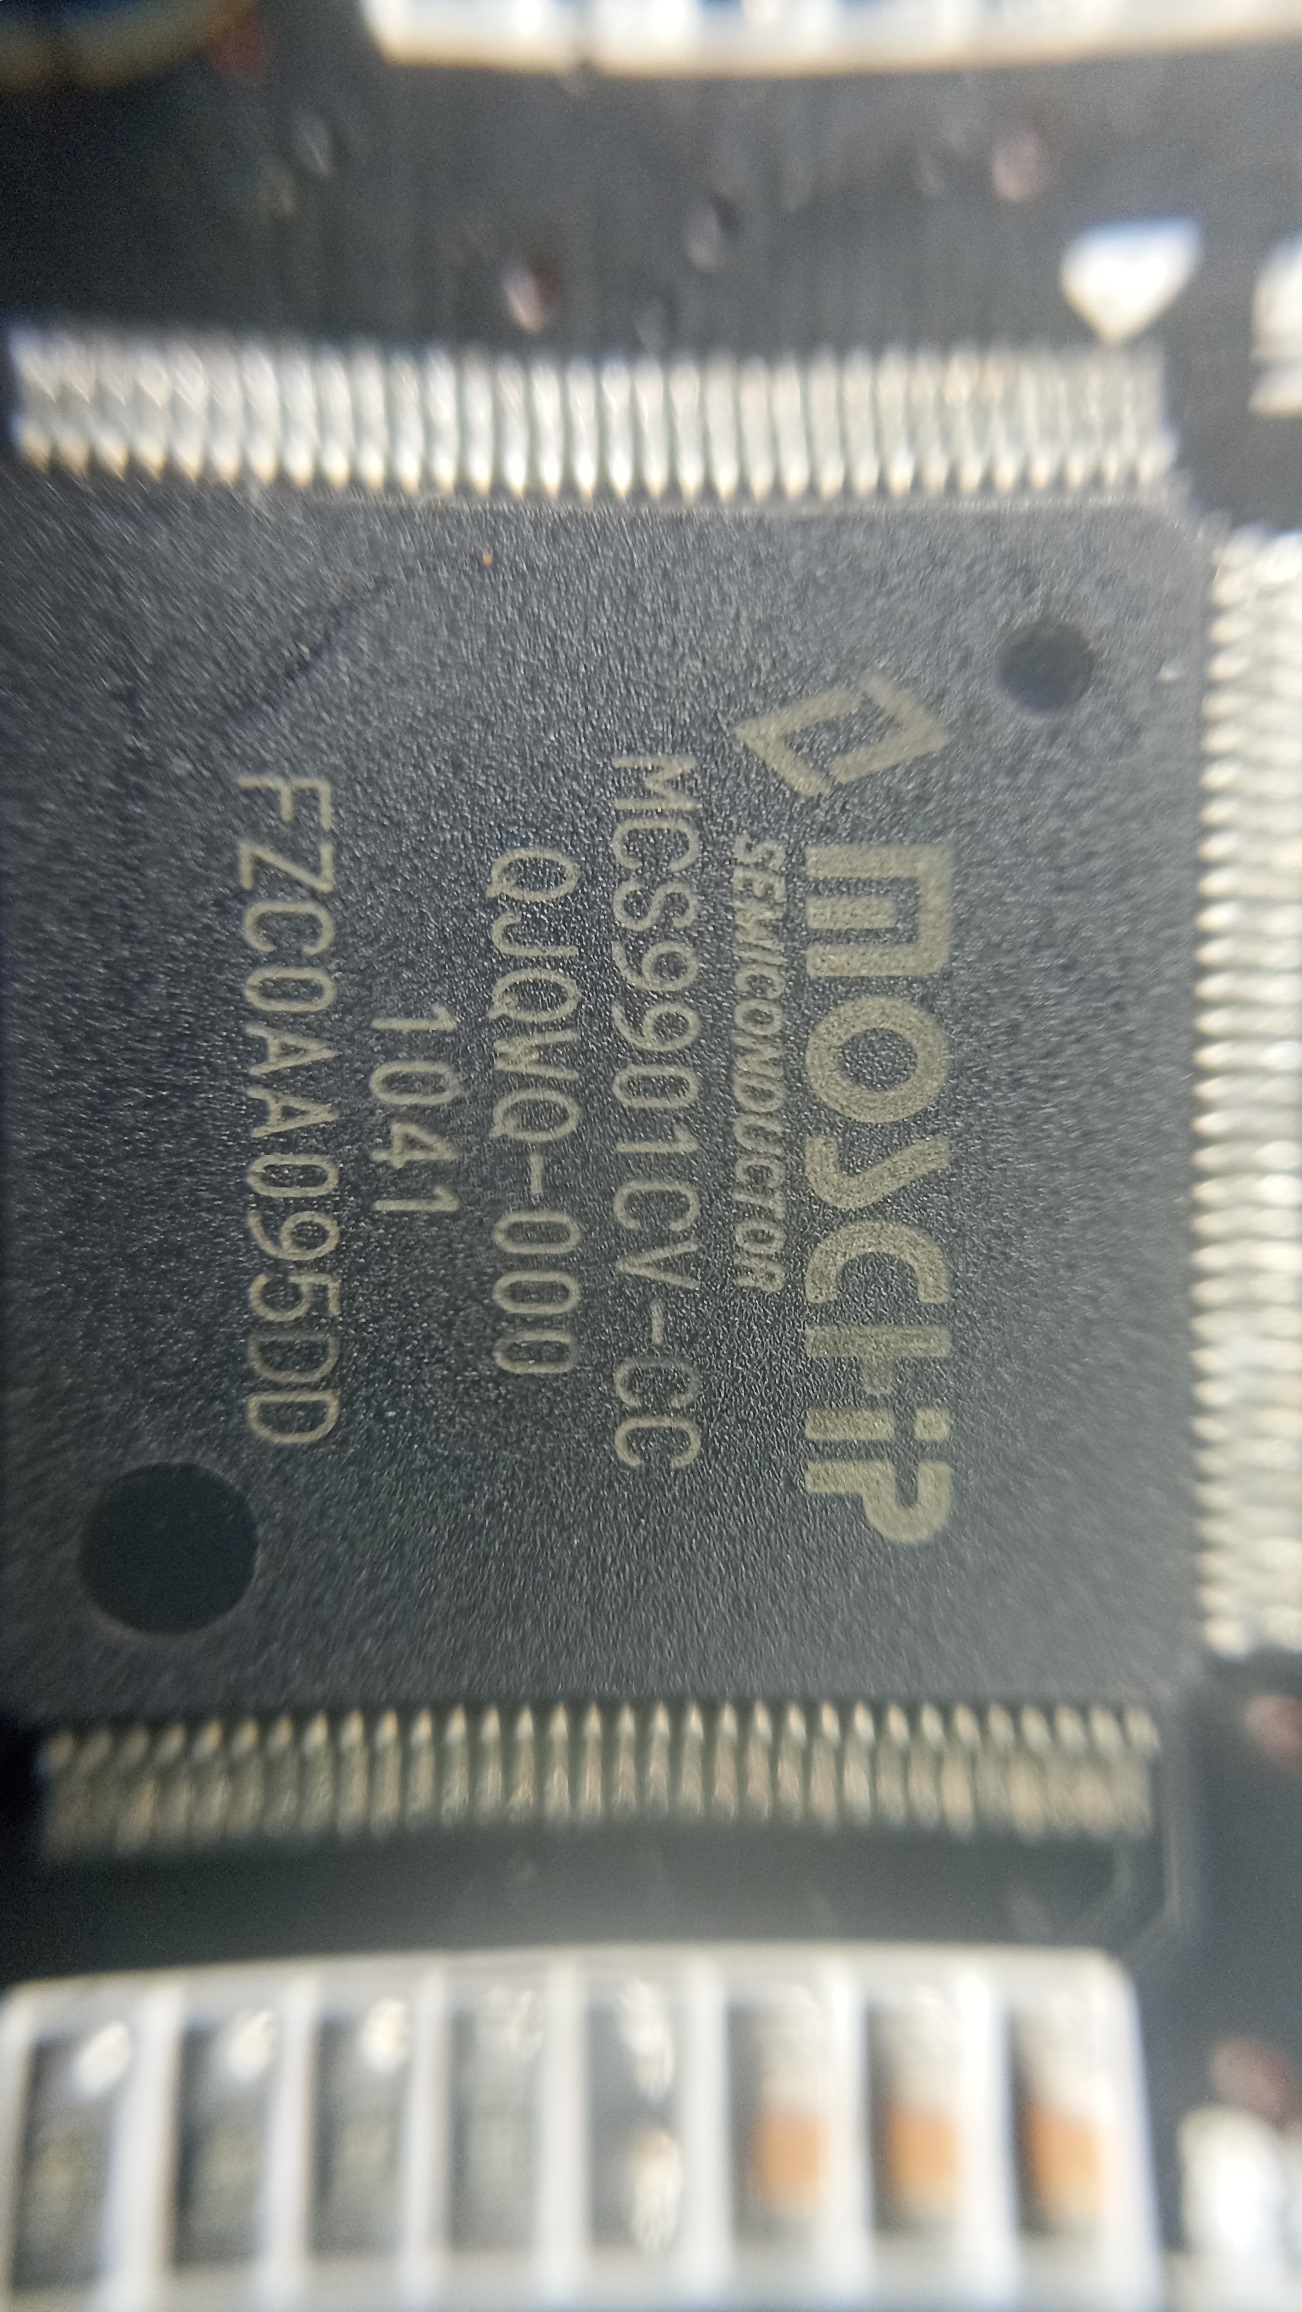 MOSCHIP
SEMICONDUCTOR
MCS9901CV-CC
QJQWQ-000
1041
FZC0AA095DD